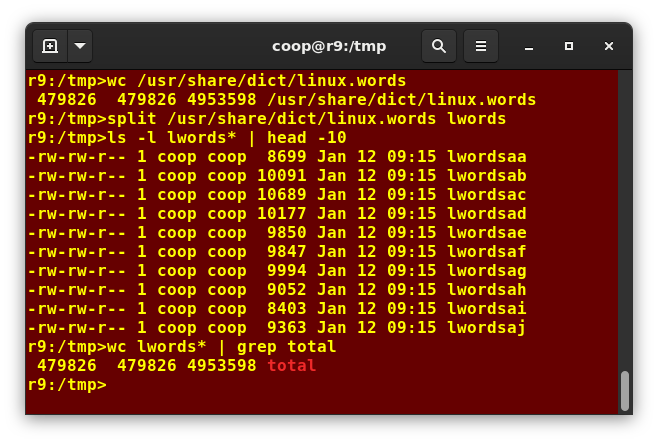 coop@r9:/tmp
r9:/tmp>wc /usr/share/dict/linux.words
 479826  479826 4953598 /usr/share/dict/linux.words
r9:/tmp>split /usr/share/dict/linux.words lwords
r9:/tmp>ls -l lwords* | head -10
-rw-rw-r-- 1 coop coop  8699 Jan 12 09:15 lwordsaa
-rw-rw-r-- 1 coop coop 10091 Jan 12 09:15 lwordsab
-rw-rw-r-- 1 coop coop 10689 Jan 12 09:15 lwordsac
-rw-rw-r-- 1 coop coop 10177 Jan 12 09:15 lwordsad
-rw-rw-r-- 1 coop coop  9850 Jan 12 09:15 lwordsae
-rw-rw-r-- 1 coop coop  9847 Jan 12 09:15 lwordsaf
-rw-rw-r-- 1 coop coop  9994 Jan 12 09:15 lwordsag
-rw-rw-r-- 1 coop coop  9052 Jan 12 09:15 lwordsah
-rw-rw-r-- 1 coop coop  8403 Jan 12 09:15 lwordsai
-rw-rw-r-- 1 coop coop  9363 Jan 12 09:15 lwordsaj
r9:/tmp>wc lwords* | grep total
 479826  479826 4953598 total
r9:/tmp>